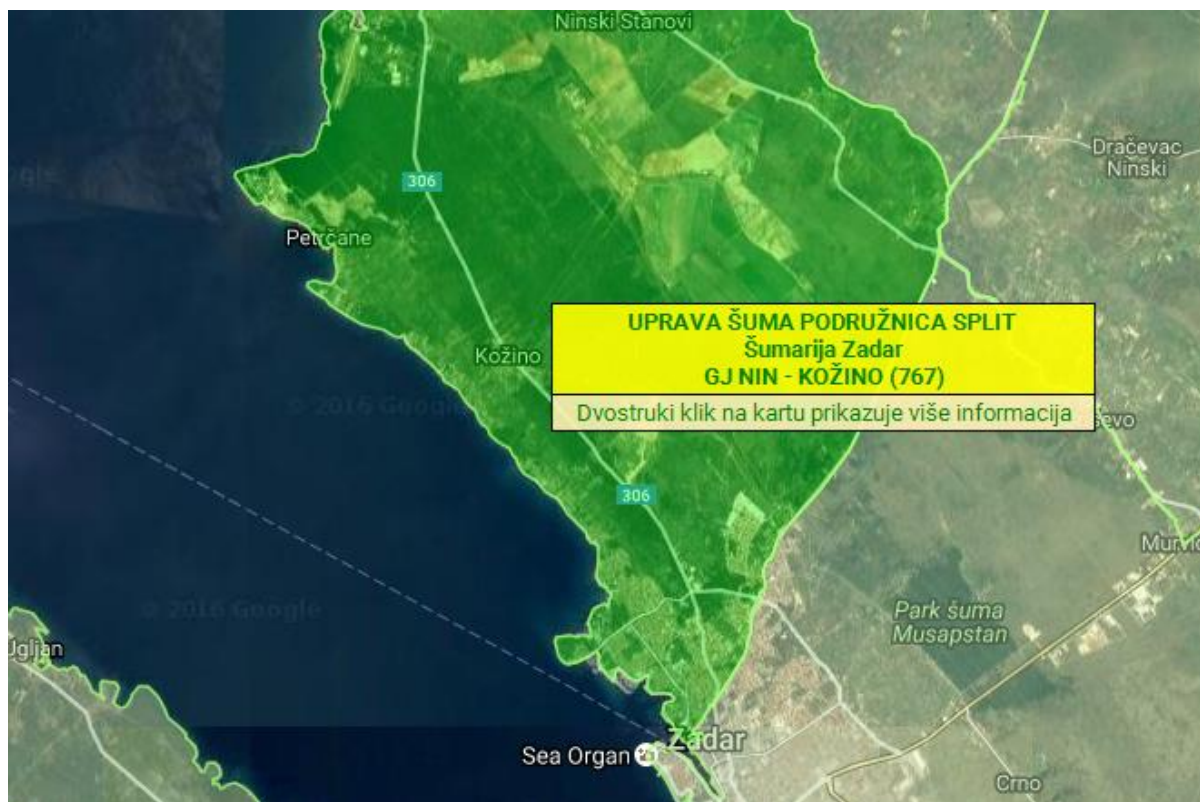 Ninski Stanovi
Dračevac
Ninski
306
Petrčane
UPRAVA ŠUMA PODRUŽNICA SPLIT
Šumarija Zadar
GJ NIN - KOŽINO (767)
Dvostruki klik na kartu prikazuje više informacija
Kožino
© 2016 Google
306
Park šuma
Musapstan
© 2016 Google
Ugljan
Zadar
Sea Organ
Crno